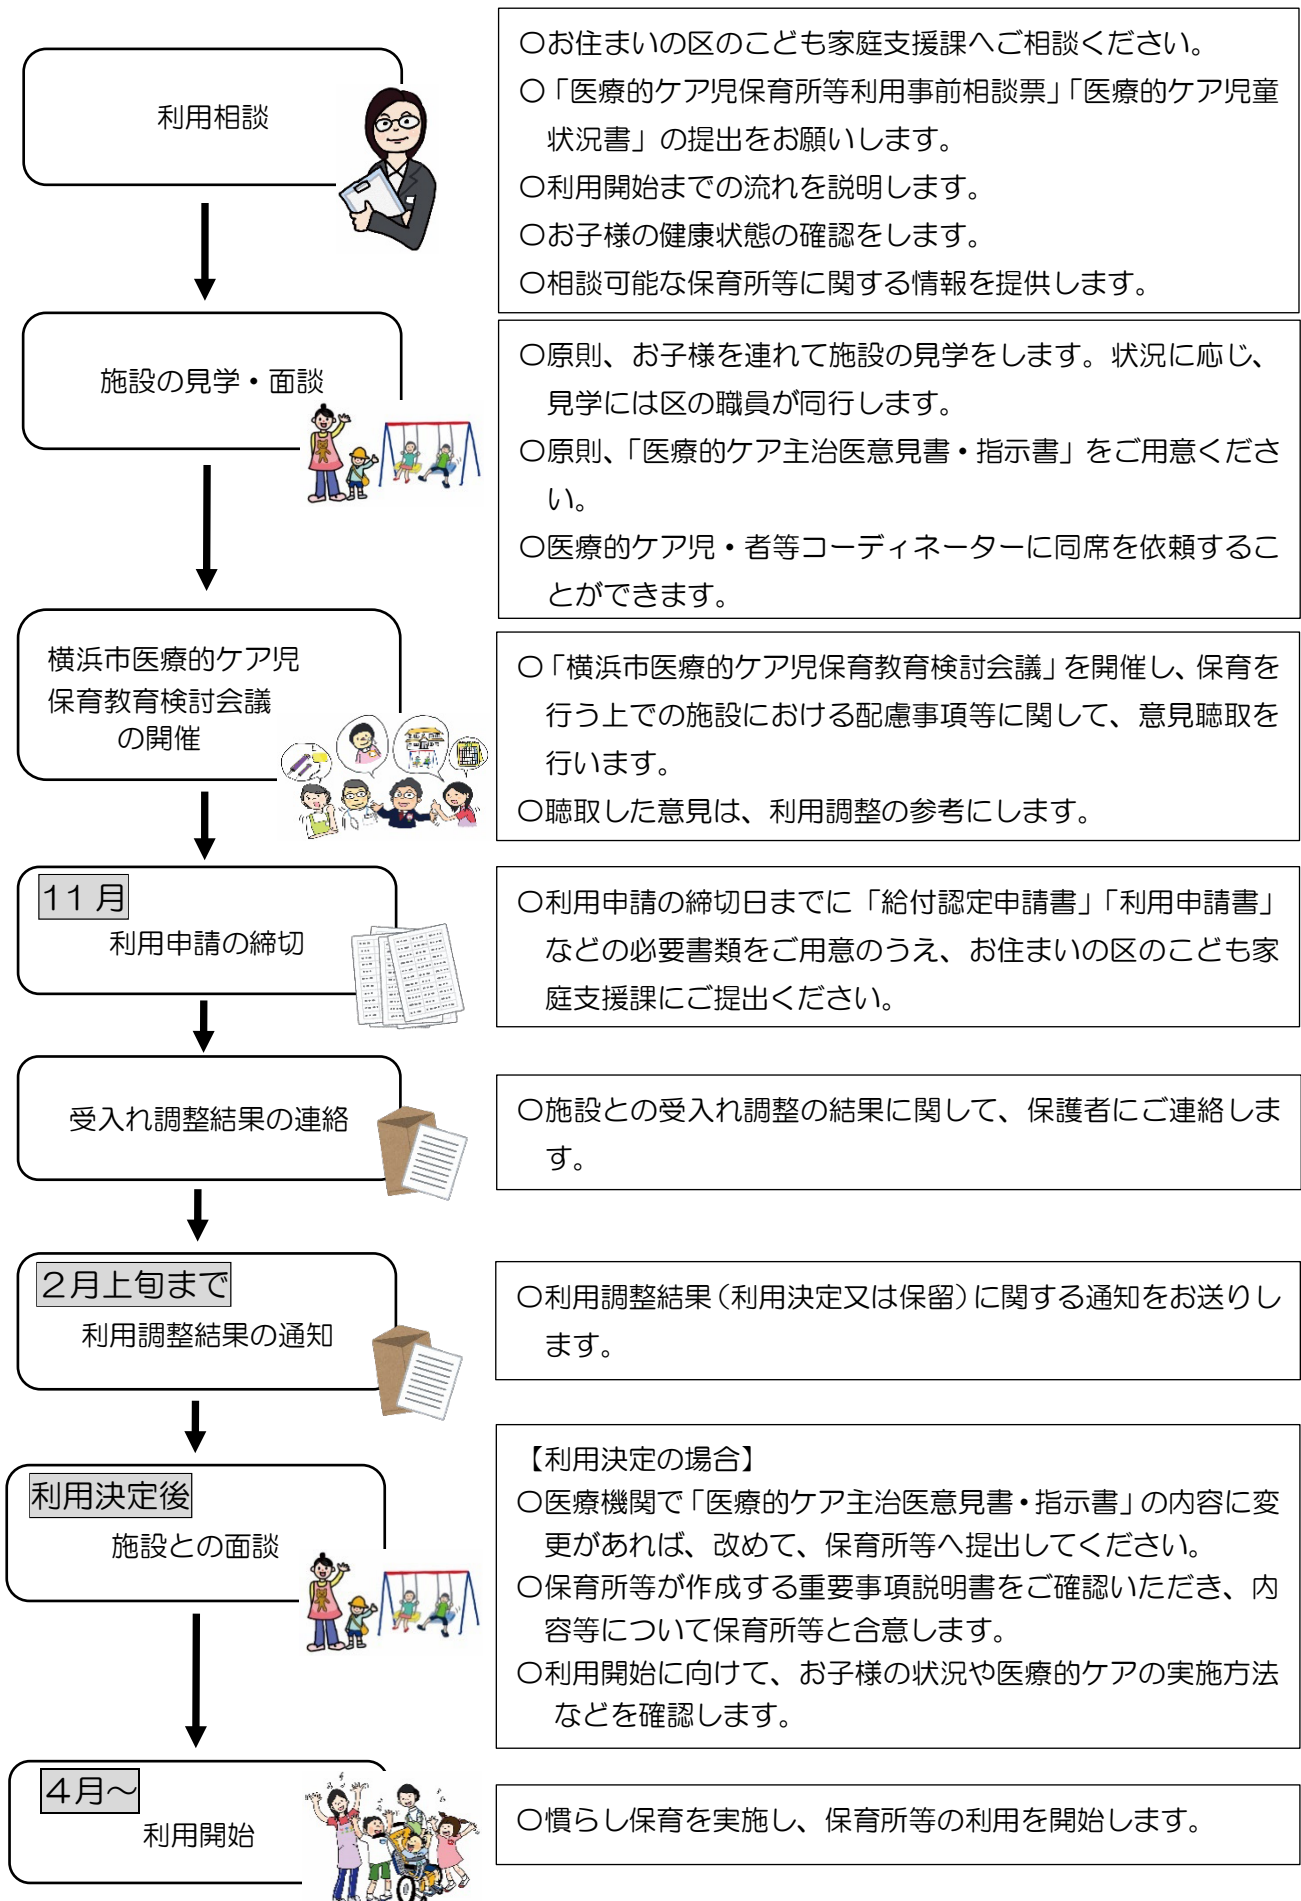 利用相談
〇お住まいの区のこども家庭支援課へご相談ください。
〇「医療的ケア児保育所等利用事前相談票」「医療的ケア児童
状況書」の提出をお願いします。
〇利用開始までの流れを説明します。
〇お子様の健康状態の確認をします。
〇相談可能な保育所等に関する情報を提供します。
施設の見学・面談
〇原則、お子様を連れて施設の見学をします。状況に応じ、
見学には区の職員が同行します。
〇原則、「医療的ケア主治医意見書・指示書」をご用意くださ
い。
〇医療的ケア児・者等コーディネーターに同席を依頼するこ
とができます。
横浜市医療的ケア児
保育教育検討会議
の開催
〇「横浜市医療的ケア児保育教育検討会議」を開催し、保育を
行う上での施設における配慮事項等に関して、意見聴取を
行います。
〇聴取した意見は、利用調整の参考にします。
11月
利用申請の締切
〇利用申請の締切日までに「給付認定申請書」「利用申請書」
などの必要書類をご用意のうえ、お住まいの区のこども家
庭支援課にご提出ください。
受入れ調整結果の連絡
〇施設との受入れ調整の結果に関して、保護者にご連絡しま
す。
２月上旬まで
利用調整結果の通知
〇利用調整結果（利用決定又は保留）に関する通知をお送りし
ます。
利用決定後
施設との面談
【利用決定の場合】
〇医療機関で「医療的ケア主治医意見書・指示書」の内容に変
更があれば、改めて、保育所等へ提出してください。
〇保育所等が作成する重要事項説明書をご確認いただき、内
容等について保育所等と合意します。
〇利用開始に向けて、お子様の状況や医療的ケアの実施方法
などを確認します。
４月～
利用開始
〇慣らし保育を実施し、保育所等の利用を開始します。